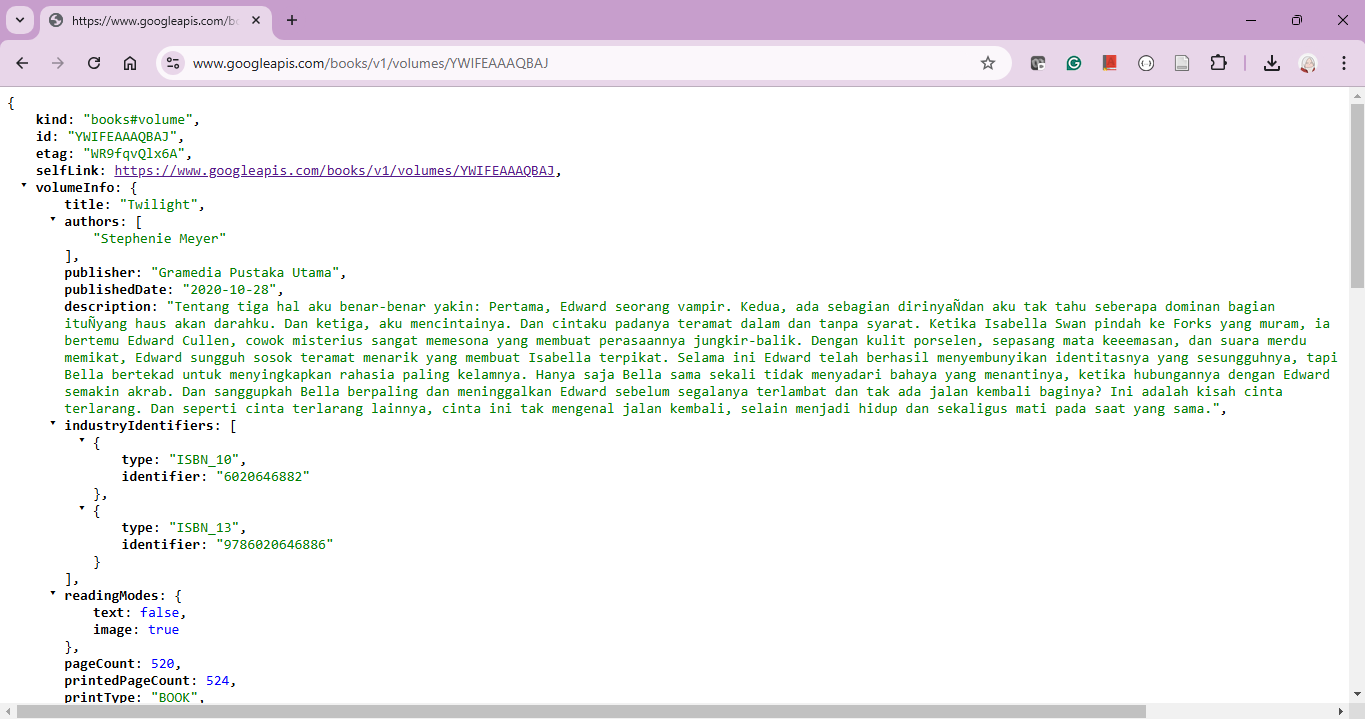 https://www.googleapis.com/bo
www.googleapis.com/books/v1/volumes/YWIFEAAAQBAJ
{
kind: "books#volume",
id: "YWIFEAAAQBAJ",
etag: "WR9fqvQlx6A",
selfLink: https://www.googleapis.com/books/v1/volumes/YWIFEAAAQBAJ,
volumeInfo: {
title: "Twilight",
authors: [
"Stephenie Meyer"
],
publisher: "Gramedia Pustaka Utama",
publishedDate: "2020-10-28",
description: "Tentang tiga hal aku benar-benar yakin: Pertama, Edward seorang vampir. Kedua, ada sebagian dirinyaÑdan aku tak tahu seberapa dominan bagian
ituÑyang haus akan darahku. Dan ketiga, aku mencintainya. Dan cintaku padanya teramat dalam dan tanpa syarat. Ketika Isabella Swan pindah ke Forks yang muram, ia
bertemu Edward Cullen, cowok misterius sangat memesona yang membuat perasaannya jungkir-balik. Dengan kulit porselen, sepasang mata keeemasan, dan suara merdu
memikat, Edward sungguh sosok teramat menarik yang membuat Isabella terpikat. Selama ini Edward telah berhasil menyembunyikan identitasnya yang sesungguhnya, tapi
Bella bertekad untuk menyingkapkan rahasia paling kelamnya. Hanya saja Bella sama sekali tidak menyadari bahaya yang menantinya, ketika hubungannya dengan Edward
semakin akrab. Dan sanggupkah Bella berpaling dan meninggalkan Edward sebelum segalanya terlambat dan tak ada jalan kembali baginya? Ini adalah kisah cinta
terlarang. Dan seperti cinta terlarang lainnya, cinta ini tak mengenal jalan kembali, selain menjadi hidup dan sekaligus mati pada saat yang sama.",
industryIdentifiers: [
{
type: "ISBN_10",
identifier: "6020646882"
},
{
type: "ISBN_13",
identifier: "9786020646886"
}
],
readingModes: {
text: false,
image: true
},
pageCount: 520,
printedPageCount: 524,
printType: "BOOK",